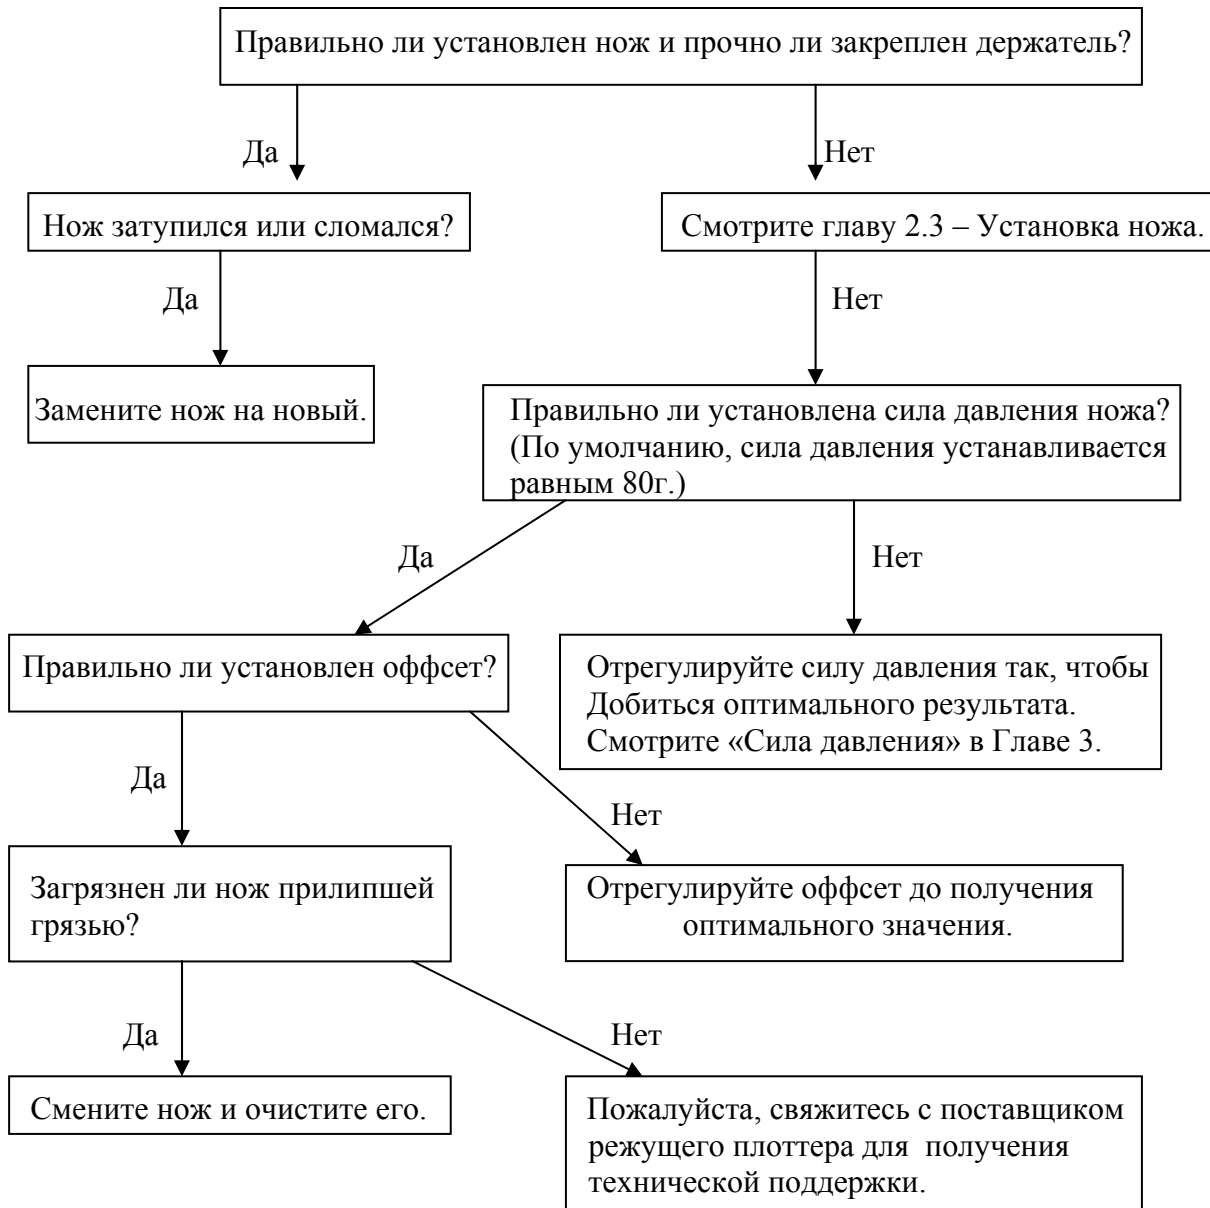 Правильно ли установлен нож и прочно ли закреплен держатель?
Да
Нет
Нож затупился или сломался?
Смотрите главу 2.3 – Установка ножа.
Да
Нет
Замените нож на новый.
Правильно ли установлена сила давления ножа?
(По умолчанию, сила давления устанавливается
равным 80г.)
Да
Нет
Правильно ли установлен оффсет?
Отрегулируйте силу давления так, чтобы
Добиться оптимального результата.
Смотрите «Сила давления» в Главе 3.
Да
Нет
Загрязнен ли нож прилипшей
грязью?
Отрегулируйте оффсет до получения
оптимального значения.
Да
Нет
Смените нож и очистите его.
Пожалуйста, свяжитесь с поставщиком
режущего плоттера для  получения
технической поддержки.